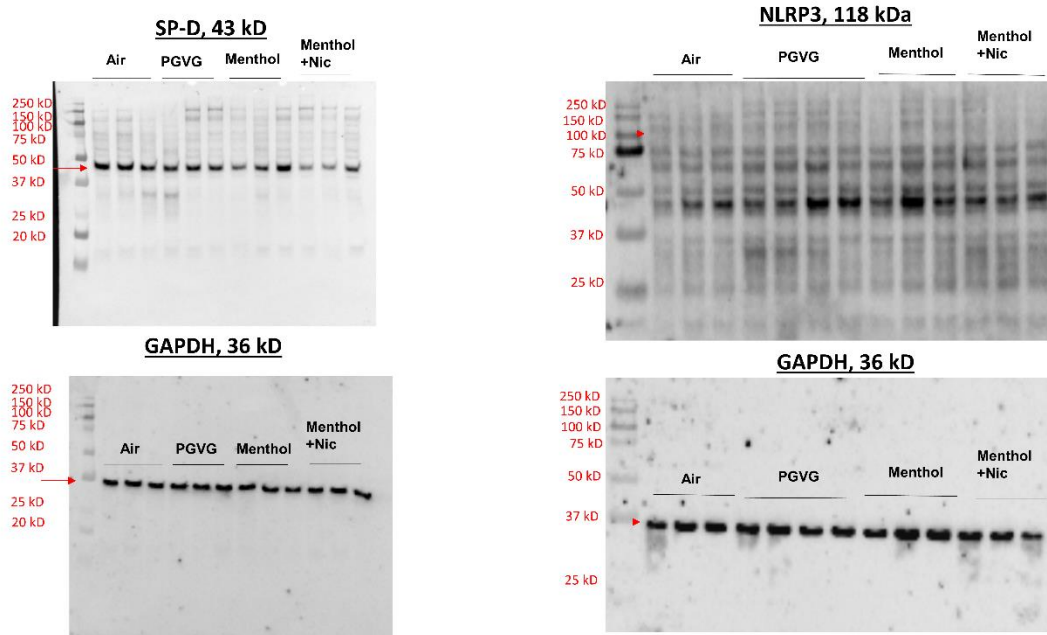 SP-D, 43 kD
Air PGVG Menthol Menthol
+Nic
250 kD
150 kD
100 kD
75 kD
50 kD
37 kD
25 kD
20 kD
NLRP3, 118 kDa
Air PGVG Menthol Menthol
+Nic
250 kD
150 kD
100 kD
75 kD
50 kD
37 kD
25 kD
GAPDH, 36 kD
250 kD
150 kD
100 kD
75 kD
50 kD
37 kD
25 kD
20 kD
Air PGVG Menthol Menthol
+Nic
GAPDH, 36 kD
250 kD
150 kD
100 kD
75 kD
50 kD
37 kD
25 kD
Air PGVG Menthol Menthol
+Nic